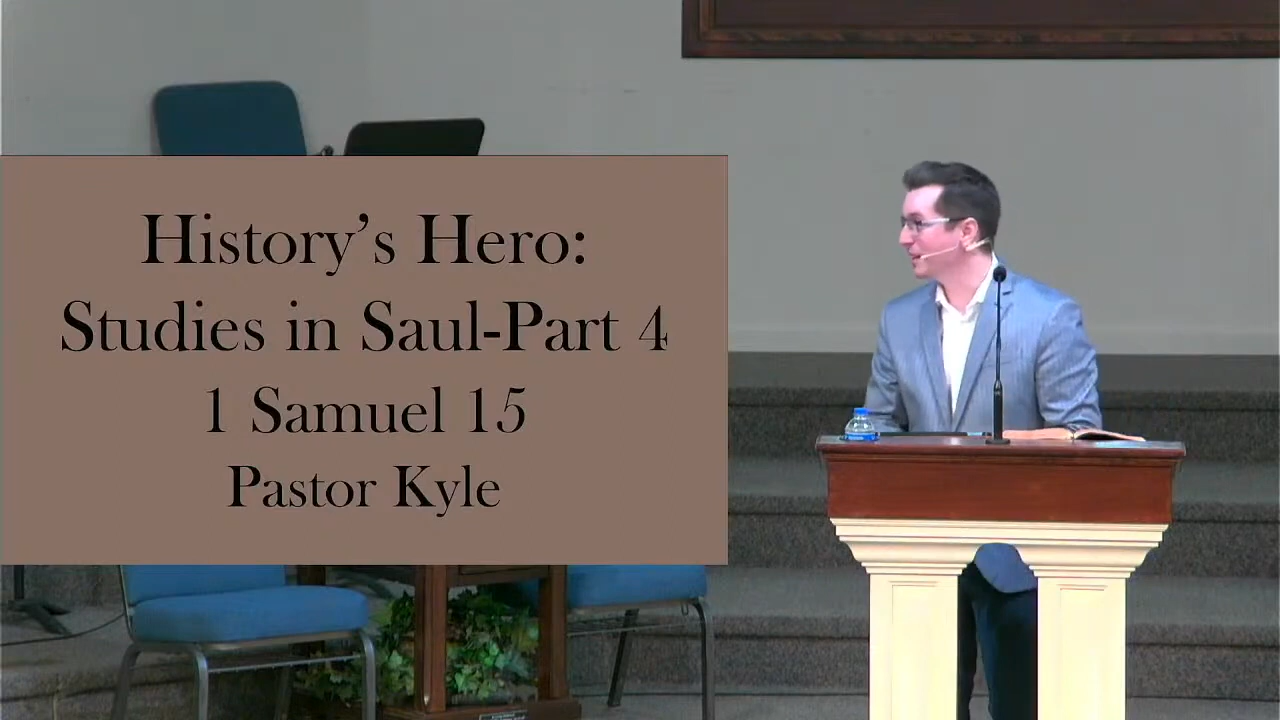 History’s Hero:
Studies in Saul-Part 4
1 Samuel 15
Pastor Kyle